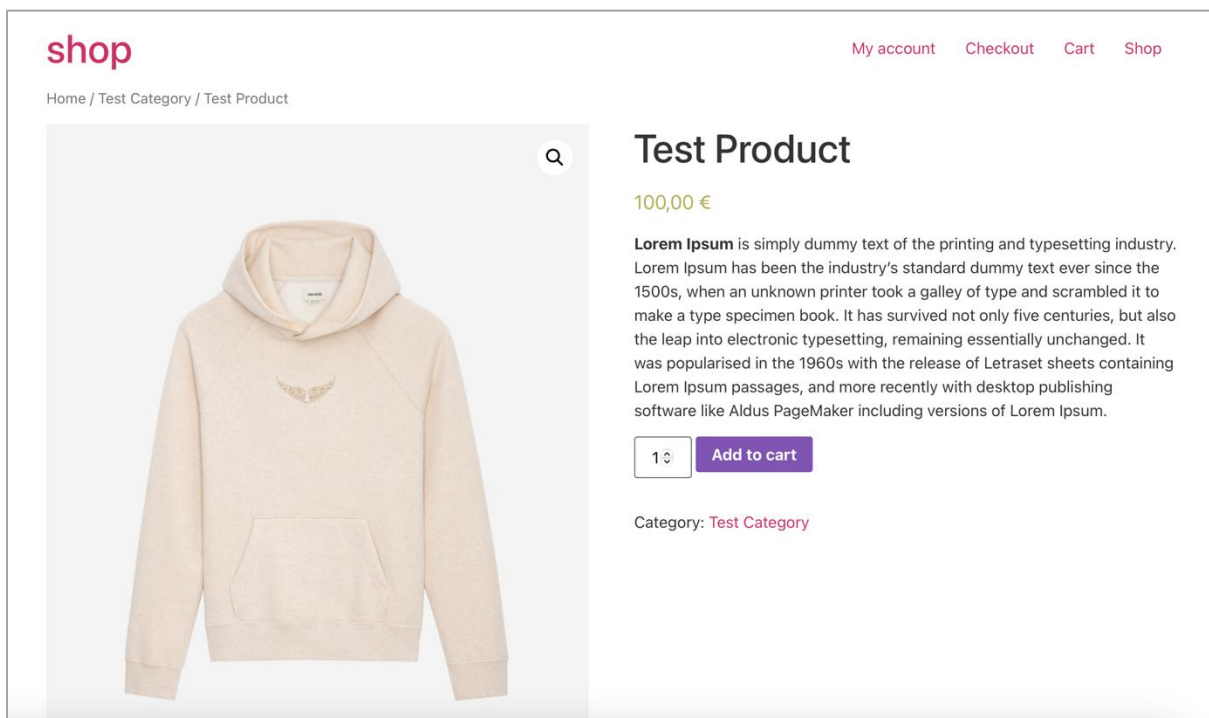 shop
My account Checkout Cart Shop
Home / Test Category / Test Product
Test Product
100,00 €
Lorem Ipsum is simply dummy text of the printing and typesetting industry.
Lorem Ipsum has been the industry’s standard dummy text ever since the
1500s, when an unknown printer took a galley of type and scrambled it to
make a type specimen book. It has survived not only five centuries, but also
the leap into electronic typesetting, remaining essentially unchanged. It
was popularised in the 1960s with the release of Letraset sheets containing
Lorem Ipsum passages, and more recently with desktop publishing
software like Aldus PageMaker including versions of Lorem Ipsum.
1 Add to cart
Category: Test Category